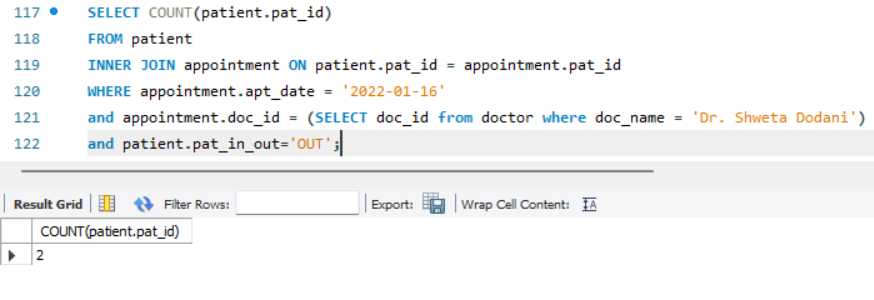 117 SELECT COUNT(patient.pat_id)
118 FROM patient
119 INNER JOIN appointment ON patient.pat_id = appointment.pat_id
120 WHERE appointment.apt_date = '2022-01-16'
121 and appointment.doc_id = (SELECT doc_id from doctor where doc_name = 'Dr. Shweta Dodani')
122 and patient.pat_in_out='OUT';
Result Grid Filter Rows: Export: Wrap Cell Content: IA
COUNT(patient.pat_id)
2